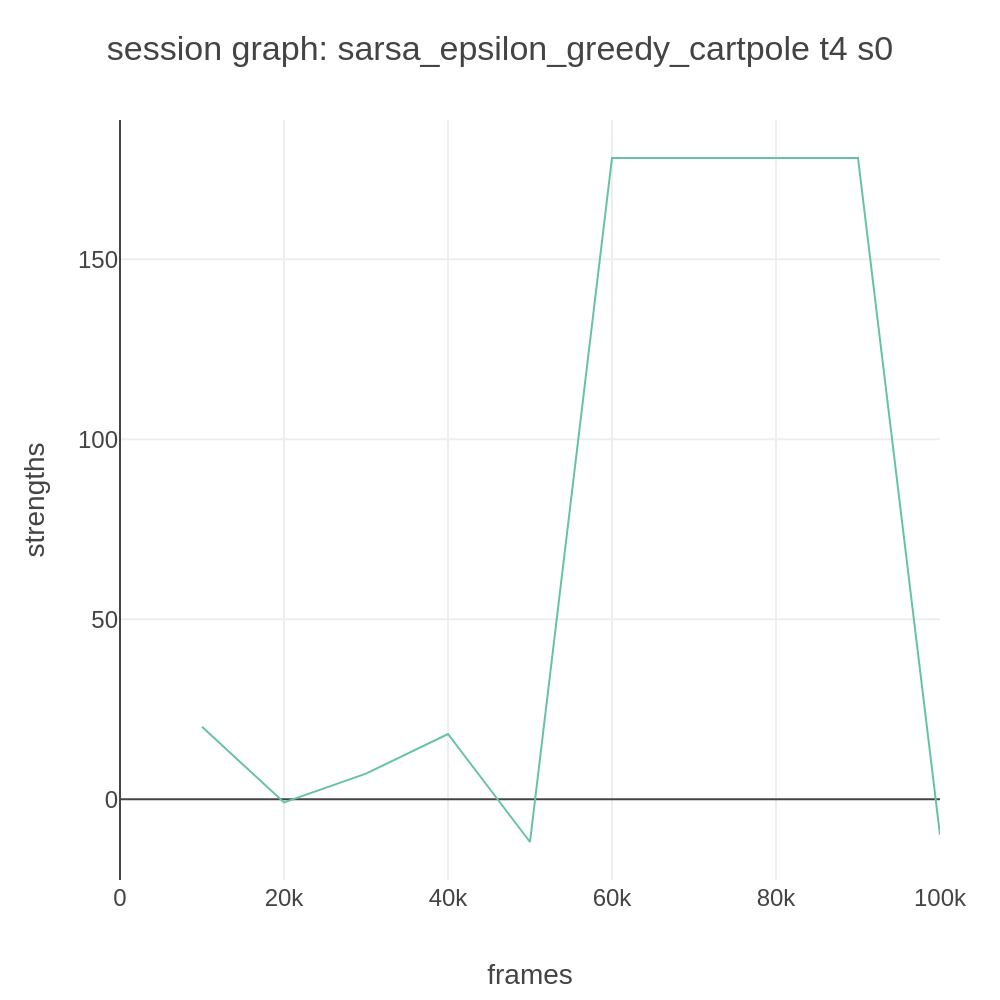 session graph: sarsa_epsilon_greedy_cartpole t4 s0
150
100
50
0
strengths
0
20k
40k
60k
80k
100k
frames